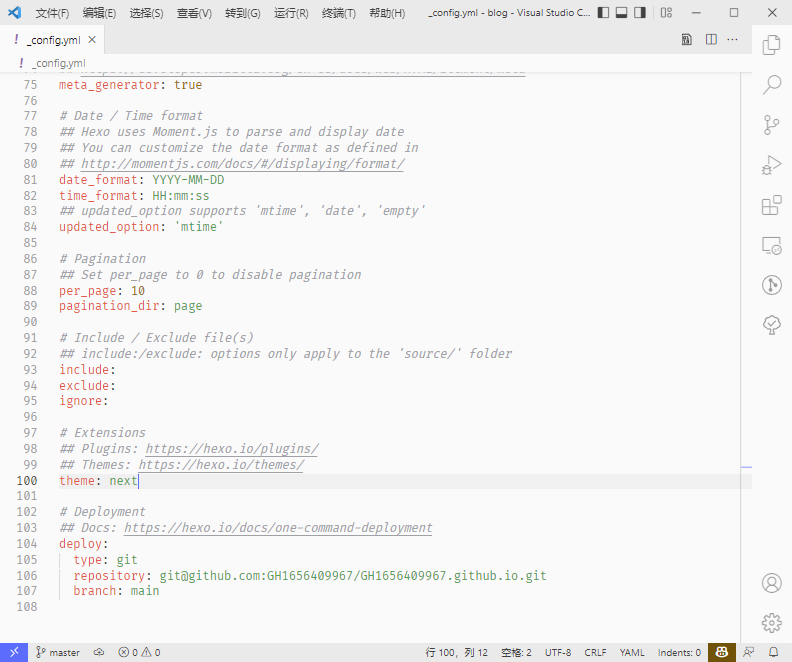 文件(F) 编辑(E) 选择(S) 查看(V) 转到(G) 运行(R) 终端(T) 帮助(H) _config.yml - blog - Visual Studio C...
! _config.yml ×
! _config.yml
75 meta_generator: true
76
77 # Date / Time format
78 ## Hexo uses Moment.js to parse and display date
79 ## You can customize the date format as defined in
80 ## http://momentjs.com/docs/#/displaying/format/
81 date_format: YYYY-MM-DD
82 time_format: HH:mm:ss
83 ## updated_option supports 'mtime', 'date', 'empty'
84 updated_option: 'mtime'
85
86 # Pagination
87 ## Set per_page to 0 to disable pagination
88 per_page: 10
89 pagination_dir: page
90
91 # Include / Exclude file(s)
92 ## include:/exclude: options only apply to the 'source/' folder
93 include:
94 exclude:
95 ignore:
96
97 # Extensions
98 ## Plugins: https://hexo.io/plugins/
99 ## Themes: https://hexo.io/themes/
100 theme: next
101
102 # Deployment
103 ## Docs: https://hexo.io/docs/one-command-deployment
104 deploy:
105 type: git
106 repository: git@github.com:GH1656409967/GH1656409967.github.io.git
107 branch: main
108
master 0 0 行 100，列 12 空格: 2 UTF-8 CRLF YAML Indents: 0